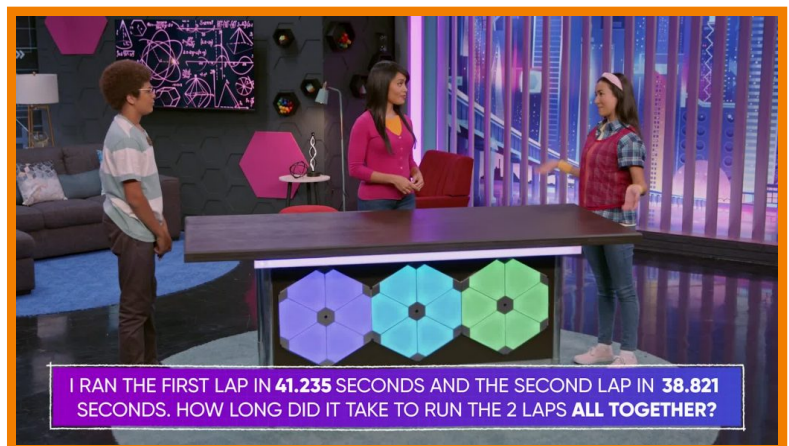 I RAN THE FIRST LAP IN 41.235 SECONDS AND THE SECOND LAP IN 38.821
SECONDS. HOW LONG DID IT TAKE TO RUN THE 2 LAPS ALL TOGETHER?